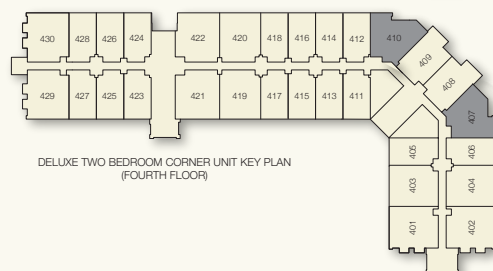 430 428 426 424 422 420 418 416 414 412 410
409
408
407
429 427 425 423 421 419 417 415 413 411
405 406
403 404
401 402
DELUXE TWO BEDROOM CORNER UNIT KEY PLAN
(FOURTH FLOOR)